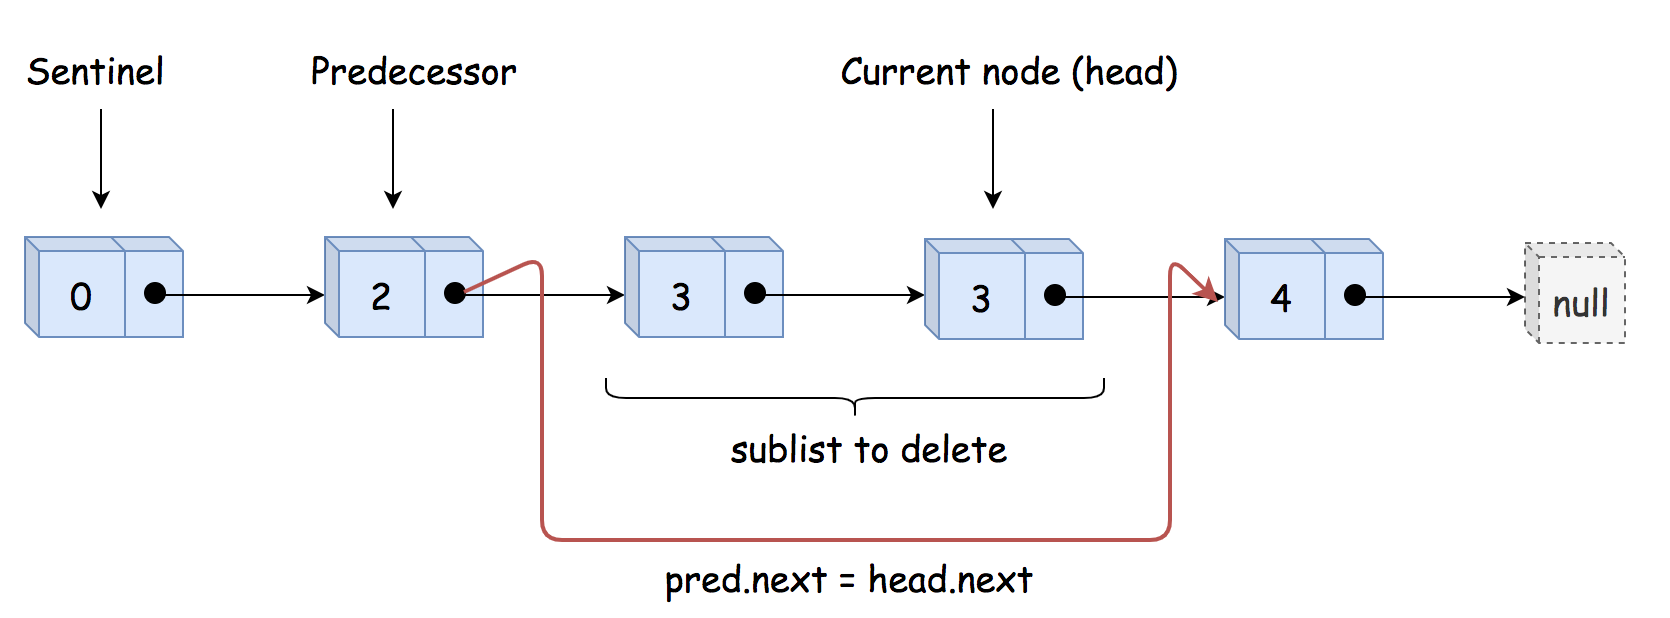 Sentinel
Predecessor
Current node (head)
0
2
3
3
4
null
sublist to delete
pred.next = head.next